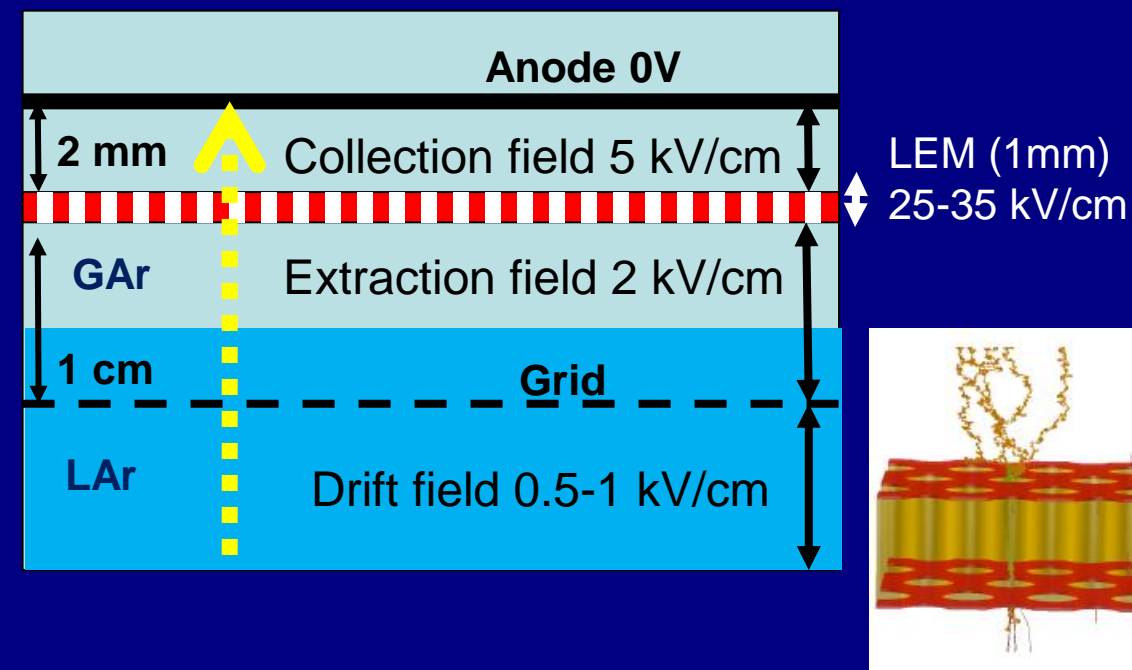 Anode 0V
2 mm
Collection field 5 kV/cm
LEM (1mm)
25-35 kV/cm
GAr
Extraction field 2 kV/cm
1 cm
Grid
LAr
Drift field 0.5-1 kV/cm